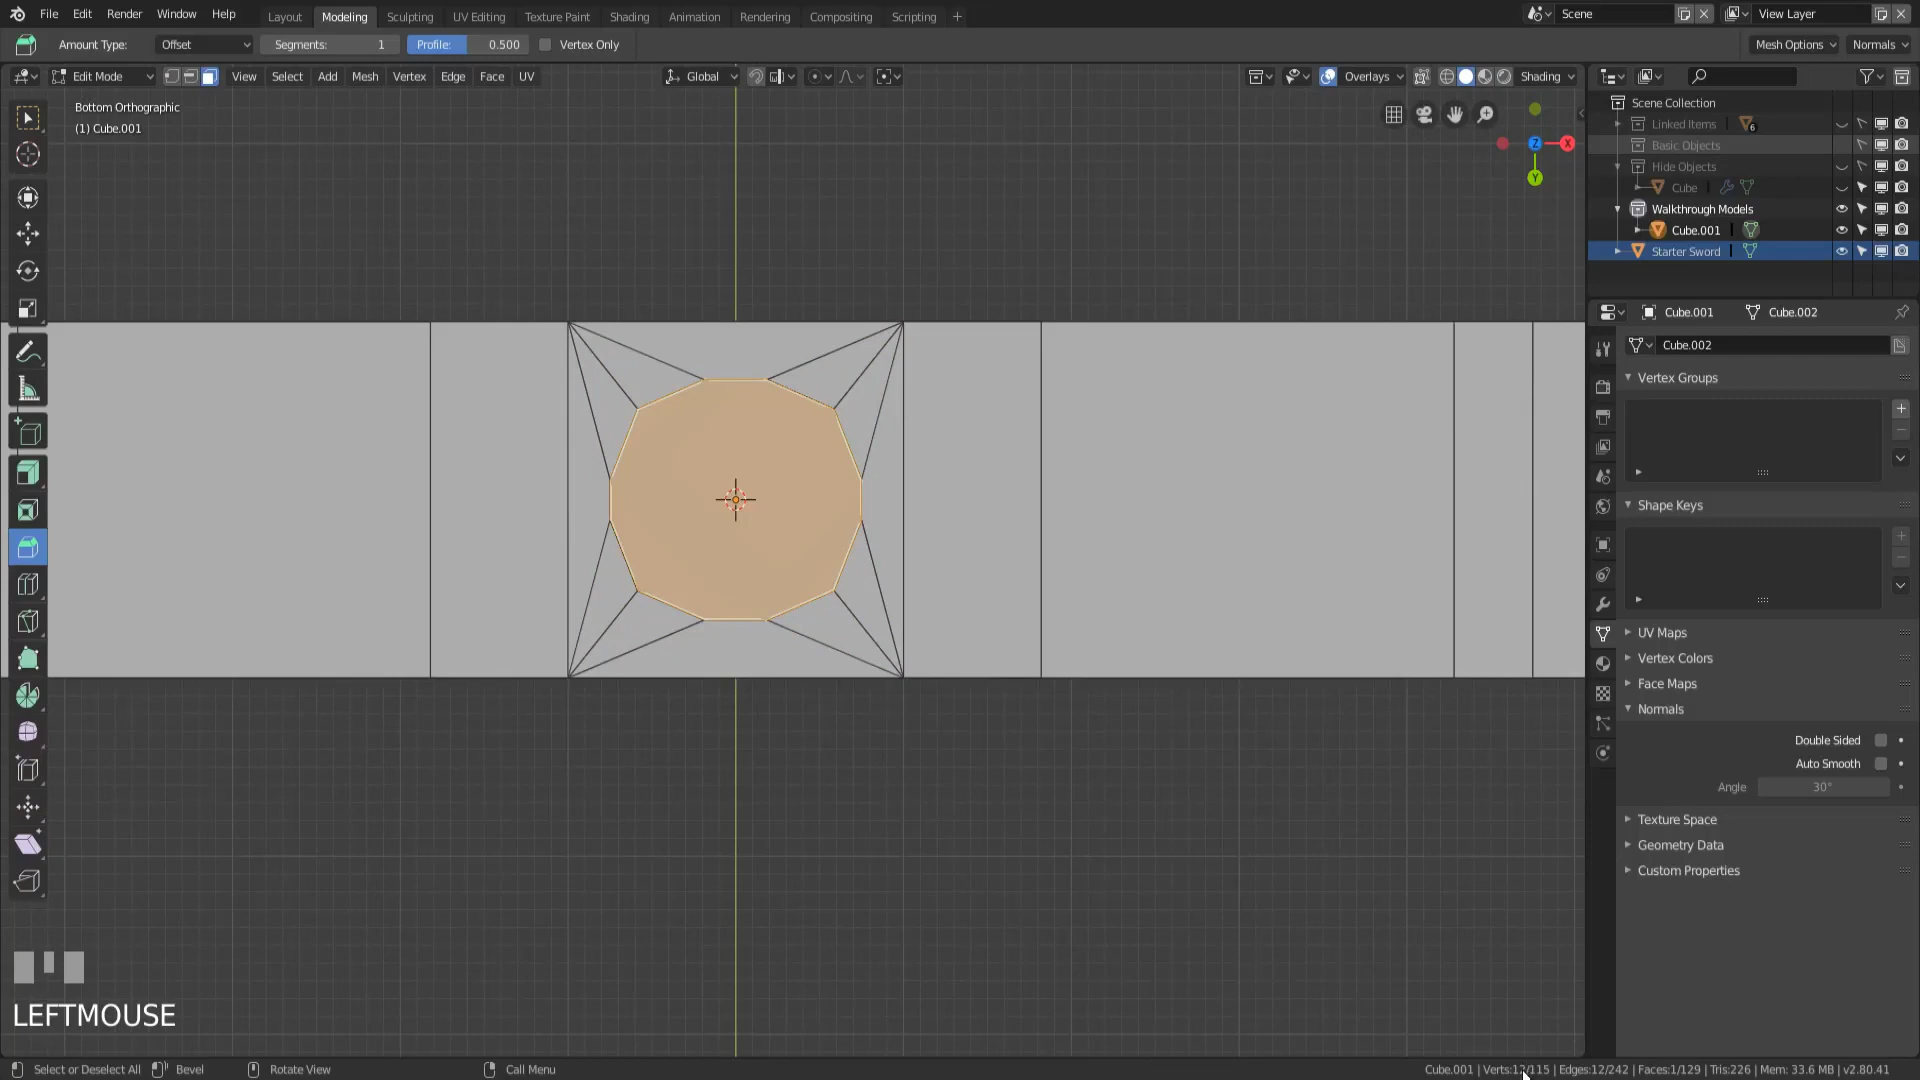 File Edit Render Window Help Layout Modeling Sculpting UV Editing Texture Paint Shading Animation Rendering Compositing Scripting Scene View Layer
Amount Type: Offset Segments: 1 Profile: 0.500 Vertex Only Mesh Options Normals
Edit Mode View Select Add Mesh Vertex Edge Face UV Global Overlays Shading
Bottom Orthographic
(1) Cube.001
X
Z
Y
Scene Collection
Linked Items 6
Basic Objects
Hide Objects
Cube
Walkthrough Models
Cube.001
Starter Sword
Cube.001 Cube.002
Cube.002
Vertex Groups
Shape Keys
UV Maps
Vertex Colors
Face Maps
Normals
Double Sided
Auto Smooth
Angle 30°
Texture Space
Geometry Data
Custom Properties
LEFTMOUSE
Select or Deselect All Bevel Rotate View Call Menu Cube.001 | Verts:12/115 | Edges:12/242 | Faces:1/129 | Tris:226 | Mem: 33.6 MB | v2.80.41